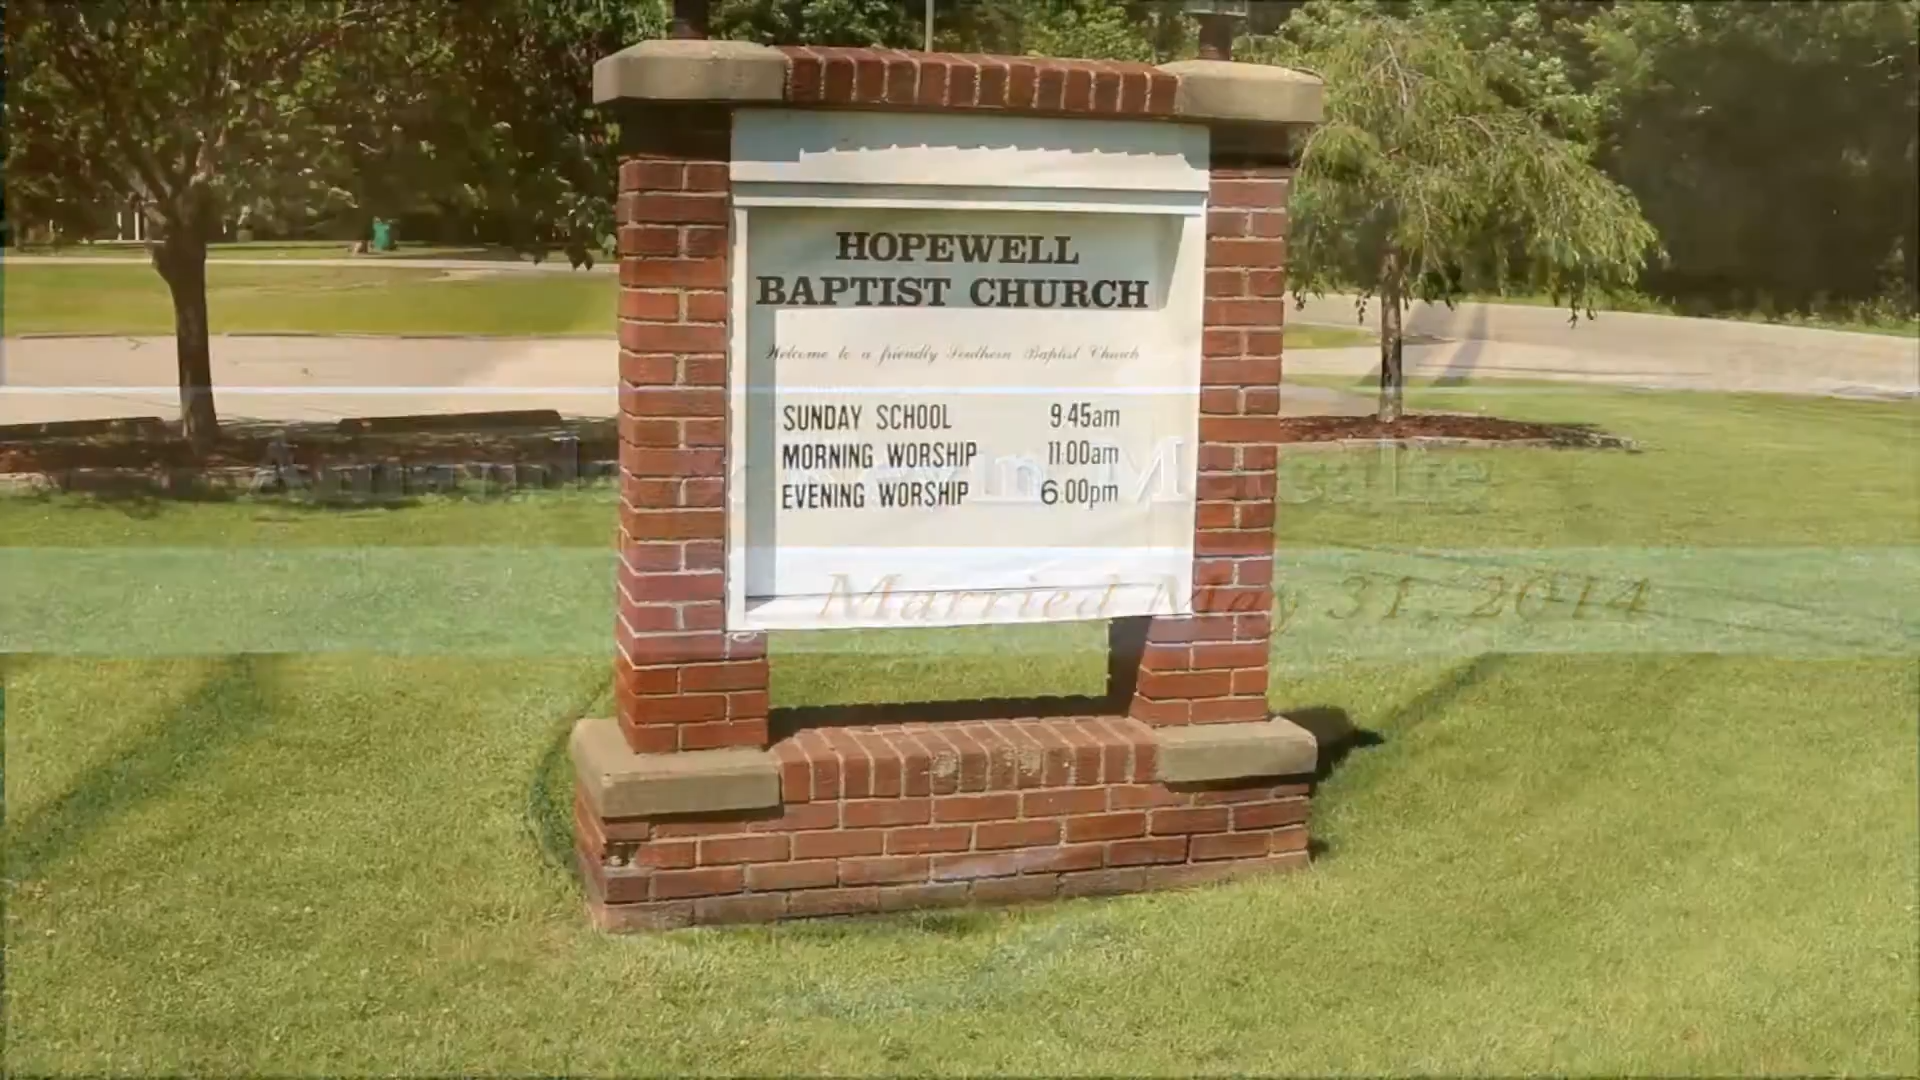 HOPEWELL
BAPTIST CHURCH
Welcome to a friendly Southern Baptist Church
SUNDAY SCHOOL 9:45am
MORNING WORSHIP 11:00am
EVENING WORSHIP 6:00pm
Married May 31, 2014